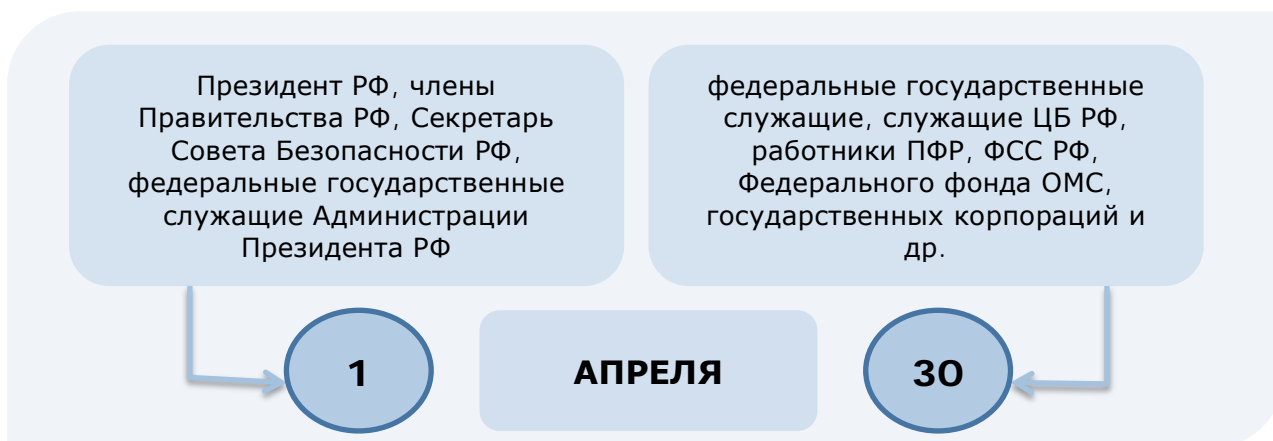 Президент РФ, члены
Правительства РФ, Секретарь
Совета Безопасности РФ,
федеральные государственные
служащие Администрации
Президента РФ
федеральные государственные
служащие, служащие ЦБ РФ,
работники ПФР, ФСС РФ,
Федерального фонда ОМС,
государственных корпораций и
др.
1
АПРЕЛЯ
30